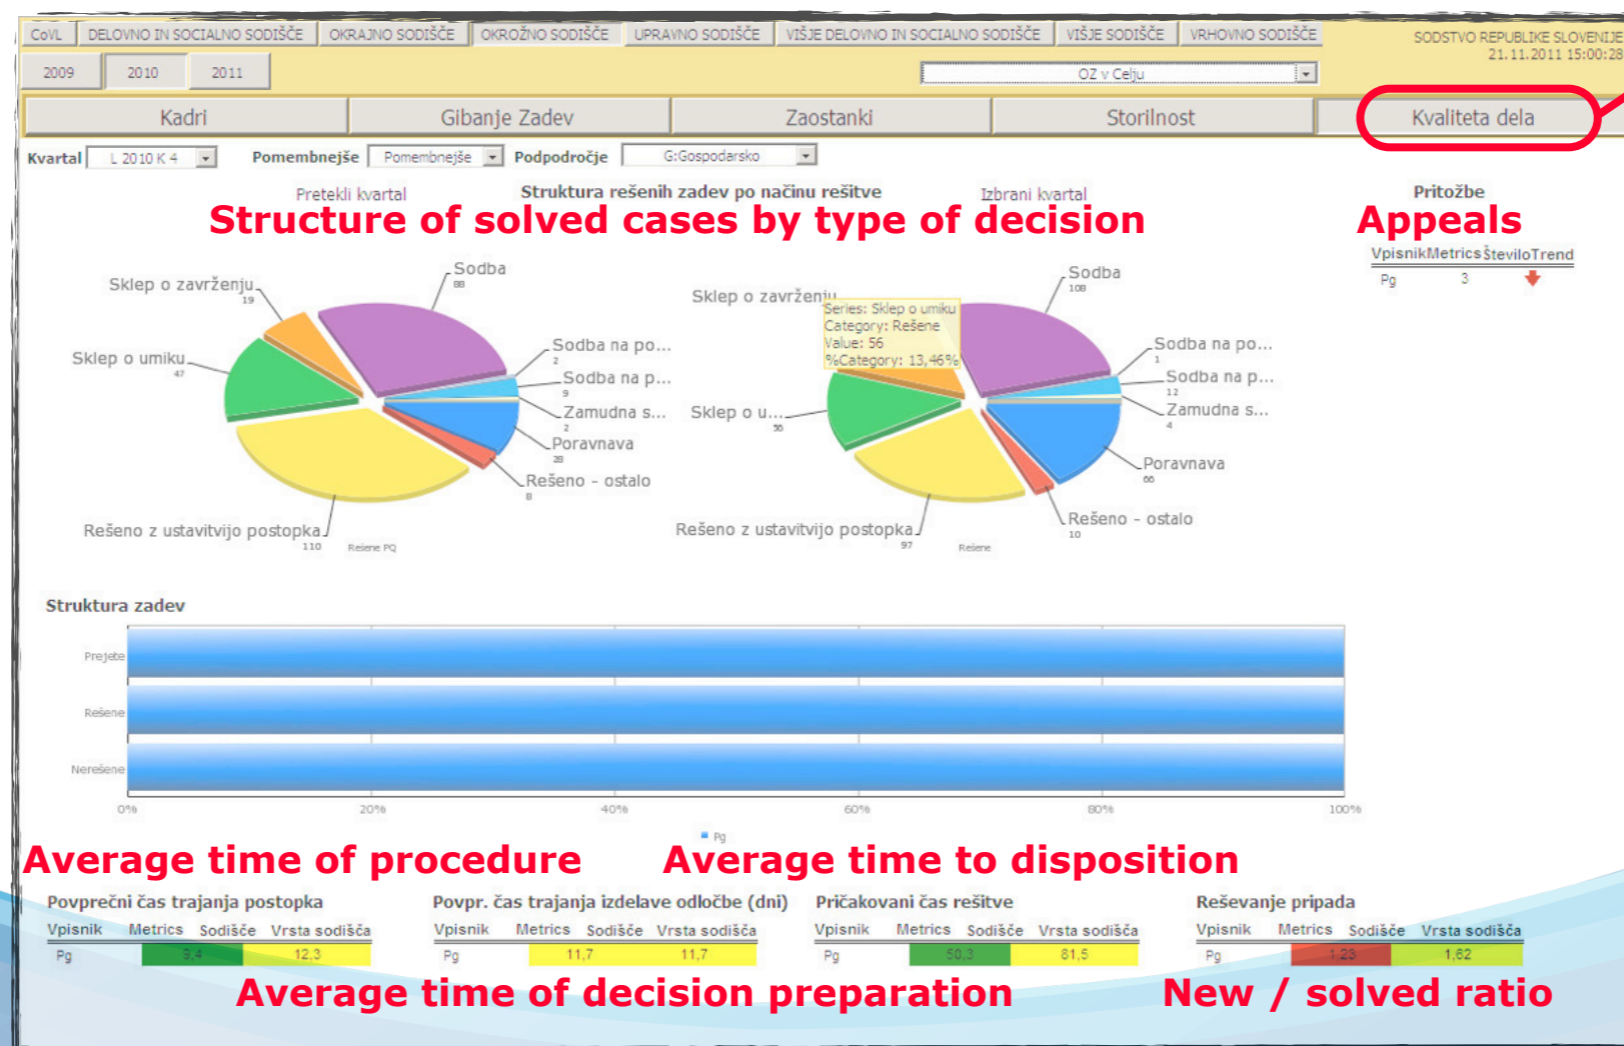 CoVL DELOVNO IN SOCIALNO SODIŠČE OKRAJNO SODIŠČE OKROŽNO SODIŠČE UPRAVNO SODIŠČE VIŠJE DELOVNO IN SOCIALNO SODIŠČE VIŠJE SODIŠČE VRHOVNO SODIŠČE
SODSTVO REPUBLIKE SLOVENIJE
21.11.2011 15:00:28
2009 2010 2011
OZ v Celju
Kadri Gibanje Zadev Zaostanki Storilnost Kvaliteta dela
Kvartal L 2010 K 4 Pomembnejše Pomembnejše Podpodročje G:Gospodarsko
Pretekli kvartal Struktura rešenih zadev po načinu rešitve Izbrani kvartal Pritožbe
Structure of solved cases by type of decision Appeals
Vpisnik Metrics Število Trend
Pg 3
Sodba
88
Sklep o zavrženju
19
Sklep o umiku
47
Sodba na po...
2
Sodba na p...
9
Zamudna s...
2
Poravnava
28
Rešeno - ostalo
8
Rešeno z ustavitvijo postopka
110
Rešene PQ
Sodba
108
Sklep o zavrženju
Series: Sklep o umiku
Category: Rešene
Value: 56
%Category: 13,46%
Sodba na po...
1
Sodba na p...
12
Zamudna s...
4
Sklep o u...
56
Poravnava
66
Rešeno - ostalo
10
Rešeno z ustavitvijo postopka
97
Rešene
Struktura zadev
Prejete
Rešene
Nerešene
0% 20% 40% 60% 80% 100%
Pg
Average time of procedure Average time to disposition
Povprečni čas trajanja postopka Povpr. čas trajanja izdelave odločbe (dni) Pričakovani čas rešitve Reševanje pripada
Vpisnik Metrics Sodišče Vrsta sodišča Vpisnik Metrics Sodišče Vrsta sodišča Vpisnik Metrics Sodišče Vrsta sodišča Vpisnik Metrics Sodišče Vrsta sodišča
Pg 9,4 12,3 Pg 11,7 11,7 Pg 50,3 81,5 Pg 1,23 1,62
Average time of decision preparation New / solved ratio